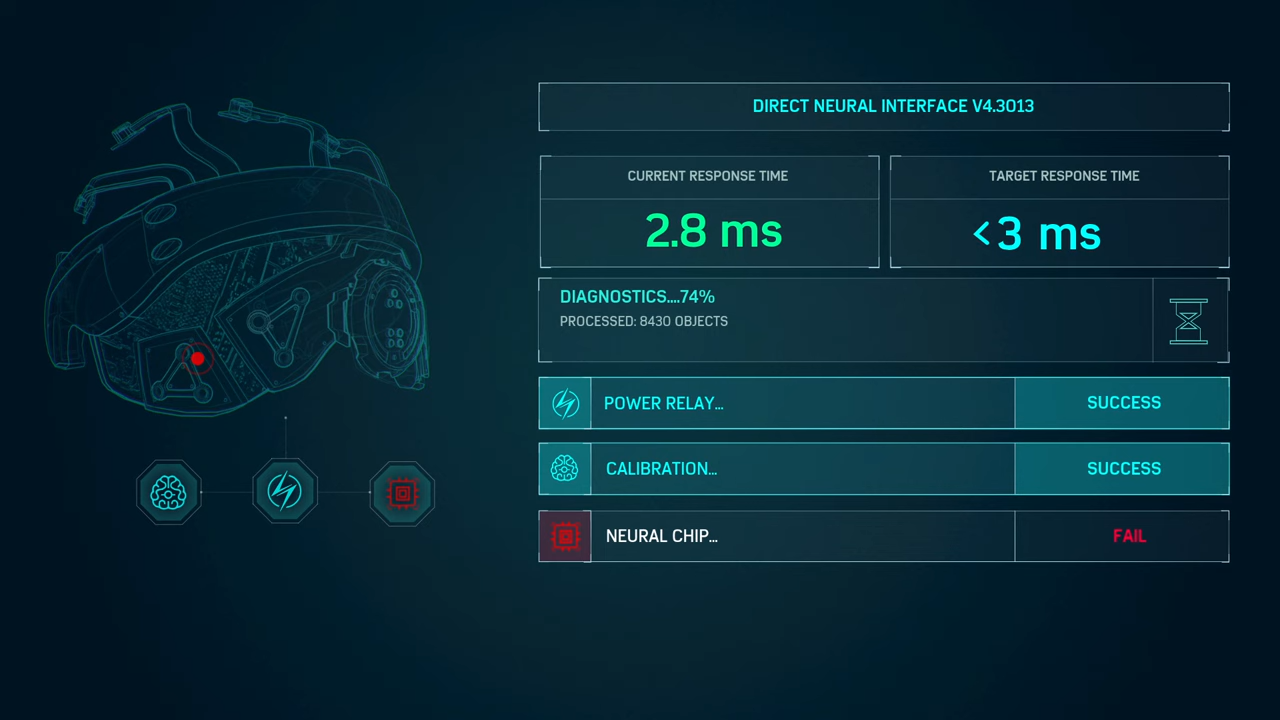 DIRECT NEURAL INTERFACE V4.3013
CURRENT RESPONSE TIME
2.8 ms
TARGET RESPONSE TIME
<3 ms
DIAGNOSTICS....74%
PROCESSED: 8430 OBJECTS
POWER RELAY...
SUCCESS
CALIBRATION...
SUCCESS
NEURAL CHIP...
FAIL